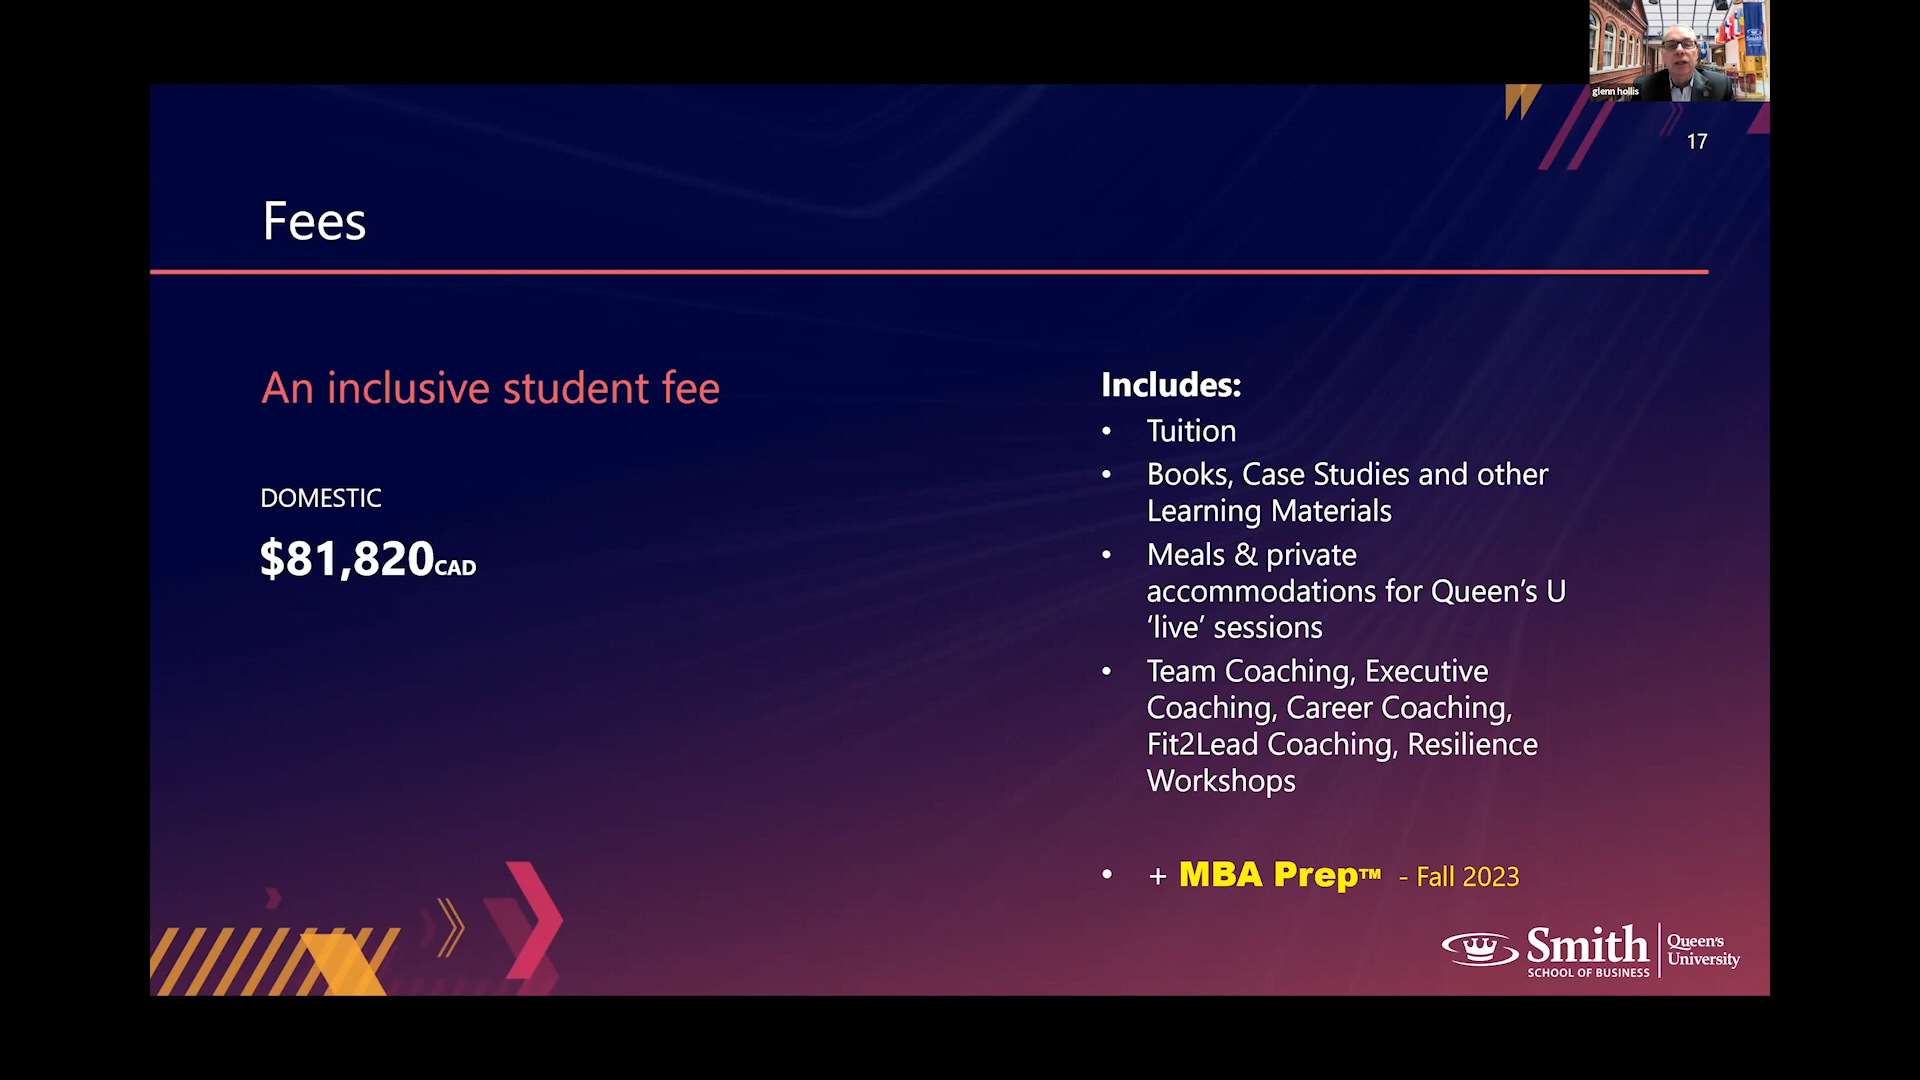 glenn hollis
17
Fees
An inclusive student fee
DOMESTIC
$81,820CAD
Includes:
• Tuition
• Books, Case Studies and other
Learning Materials
• Meals & private
accommodations for Queen's U
‘live’ sessions
• Team Coaching, Executive
Coaching, Career Coaching,
Fit2Lead Coaching, Resilience
Workshops
• + MBA Prep™ - Fall 2023
Smith
SCHOOL OF BUSINESS
Queen's
University